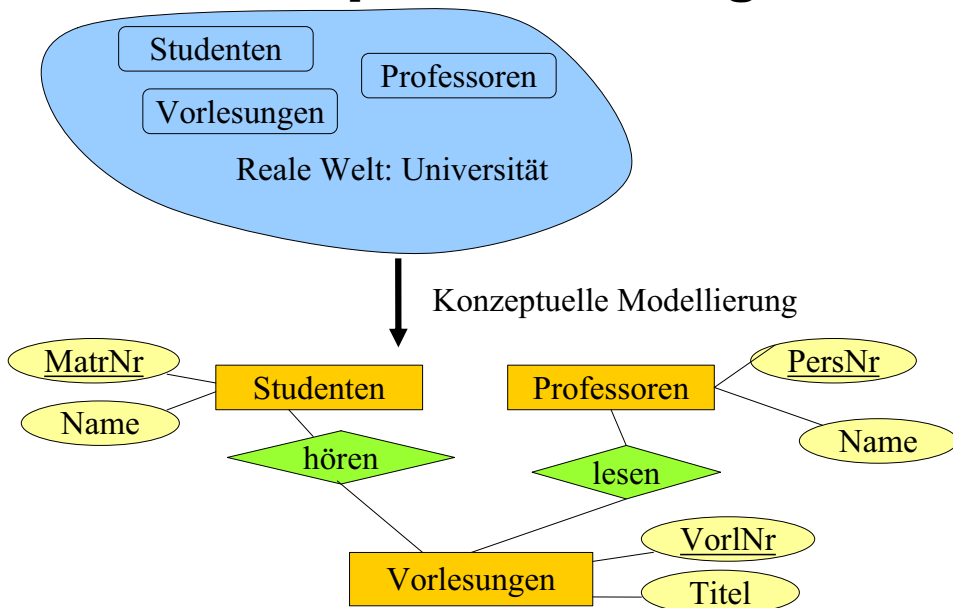 Studenten
Professoren
Vorlesungen
Reale Welt: Universität
Konzeptuelle Modellierung
MatrNr
PersNr
Studenten
Professoren
Name
Name
hören
lesen
VorlNr
Vorlesungen
Titel